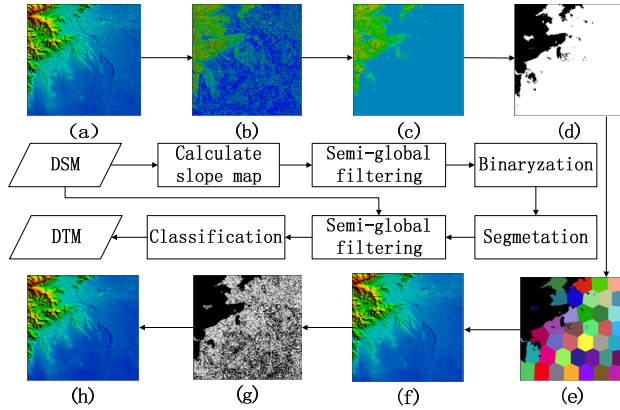 (a)
(b)
(c)
(d)
DSM
Calculate
slope map
Semi-global
filtering
Binaryzation
DTM
Classification
Semi-global
filtering
Segmetation
(h)
(g)
(f)
(e)